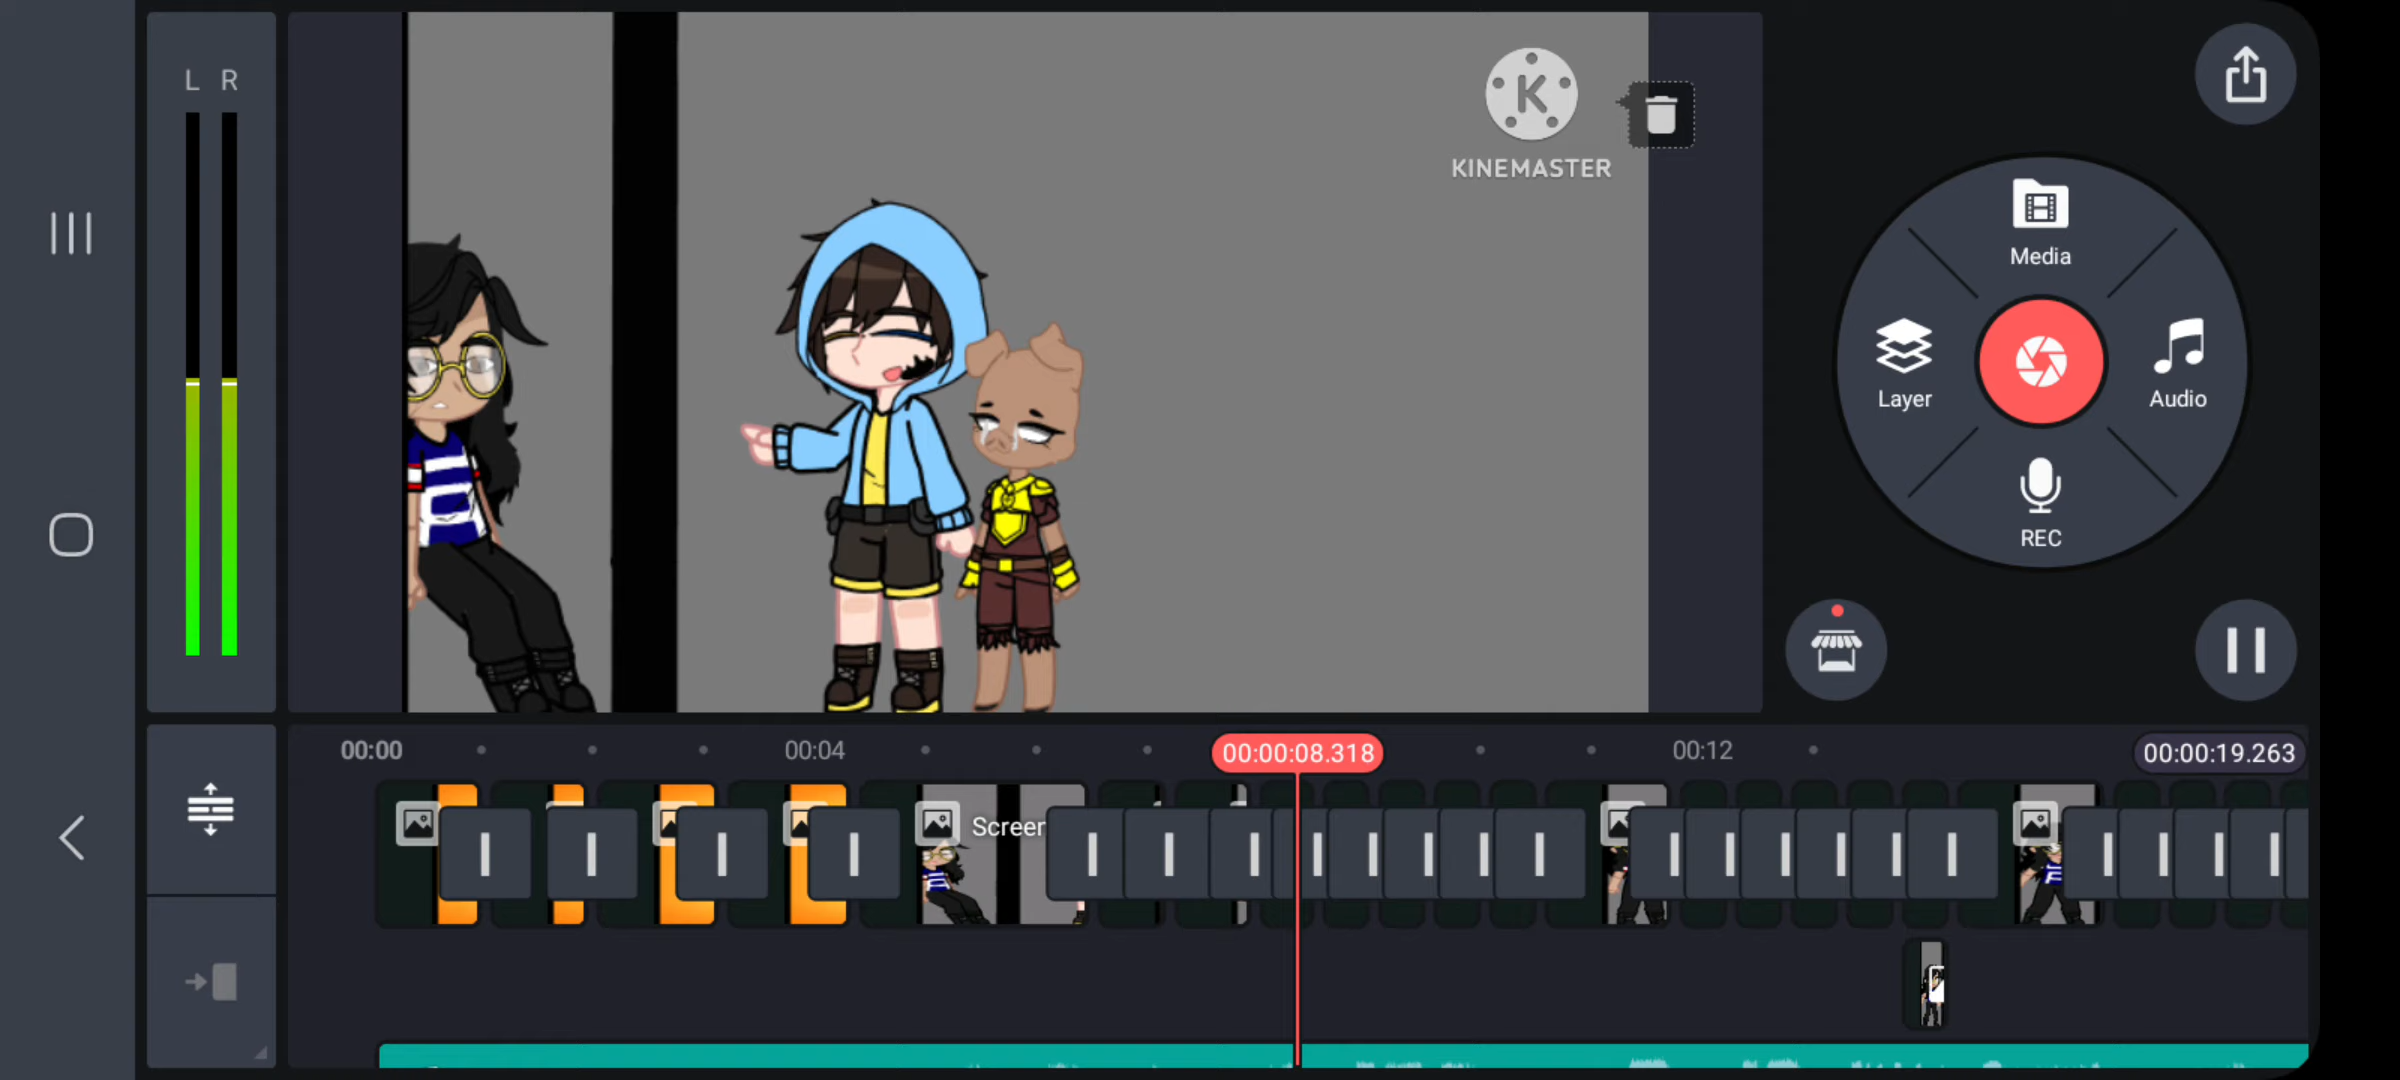 L R
K
KINEMASTER
Media
Layer
Audio
REC
00:00
00:04
00:00:08.318
00:12
00:00:19.263
Screer